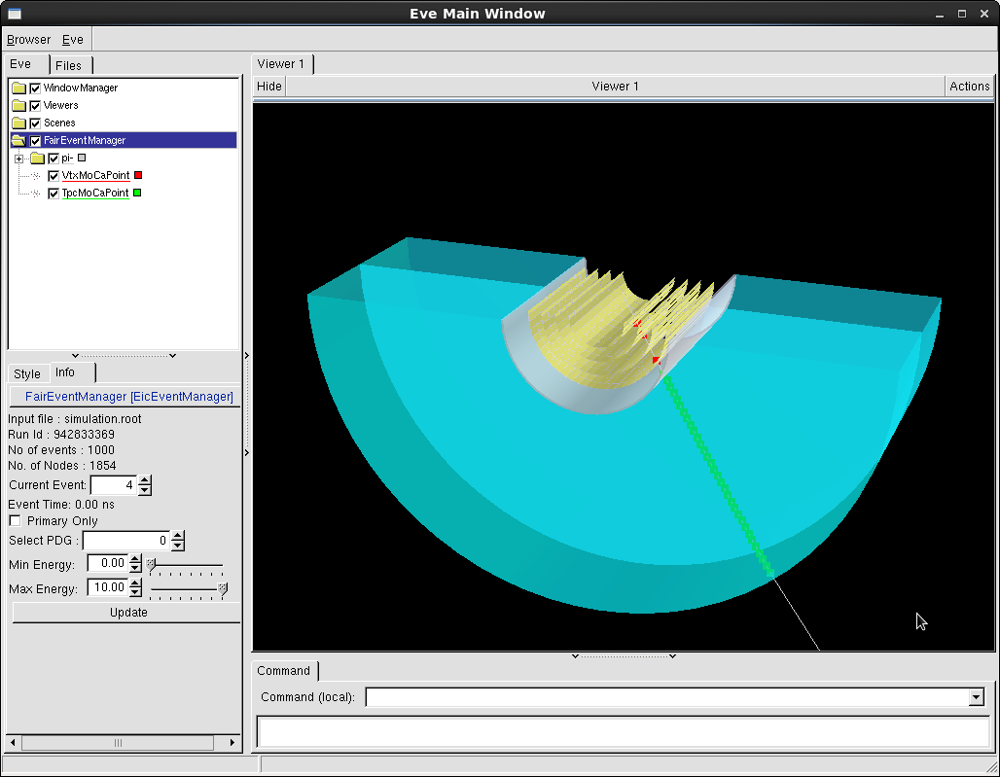 Eve Main Window
Browser Eve
Eve Files
WindowManager
Viewers
Scenes
FairEventManager
pi-
VtxMoCaPoint
TpcMoCaPoint
Style Info
FairEventManager [EicEventManager]
Input file : simulation.root
Run Id : 942833369
No of events : 1000
No. of Nodes : 1854
Current Event: 4
Event Time: 0.00 ns
Primary Only
Select PDG : 0
Min Energy: 0.00
Max Energy: 10.00
Update
Viewer 1
Hide Viewer 1 Actions
Command
Command (local):